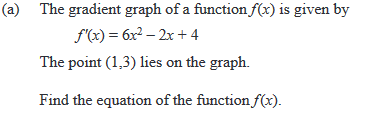 (a) The gradient graph of a function f(x) is given by
f'(x) = 6x² – 2x + 4
The point (1,3) lies on the graph.
Find the equation of the function f(x).